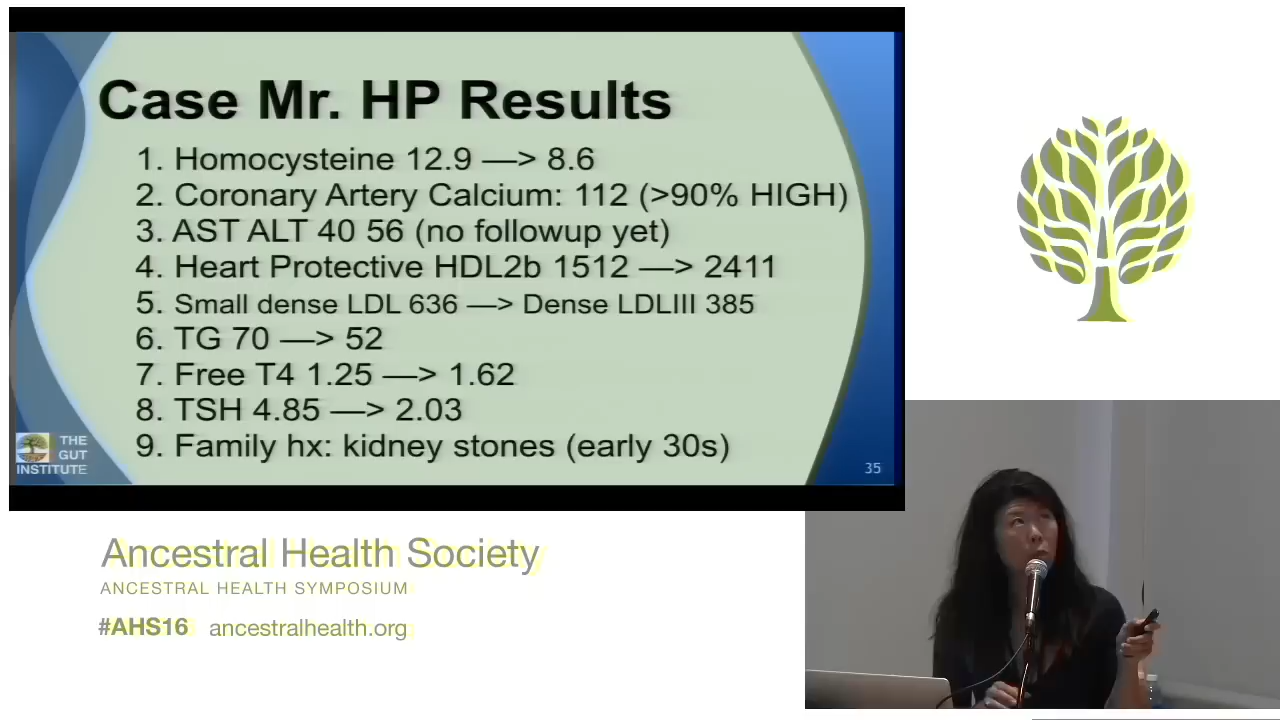 Case Mr. HP Results
1. Homocysteine 12.9 —> 8.6
2. Coronary Artery Calcium: 112 (>90% HIGH)
3. AST ALT 40 56 (no followup yet)
4. Heart Protective HDL2b 1512 —> 2411
5. Small dense LDL 636 —> Dense LDLIII 385
6. TG 70 —> 52
7. Free T4 1.25 —> 1.62
8. TSH 4.85 —> 2.03
9. Family hx: kidney stones (early 30s)
THE
GUT
INSTITUTE
35
Ancestral Health Society
ANCESTRAL HEALTH SYMPOSIUM
#AHS16 ancestralhealth.org